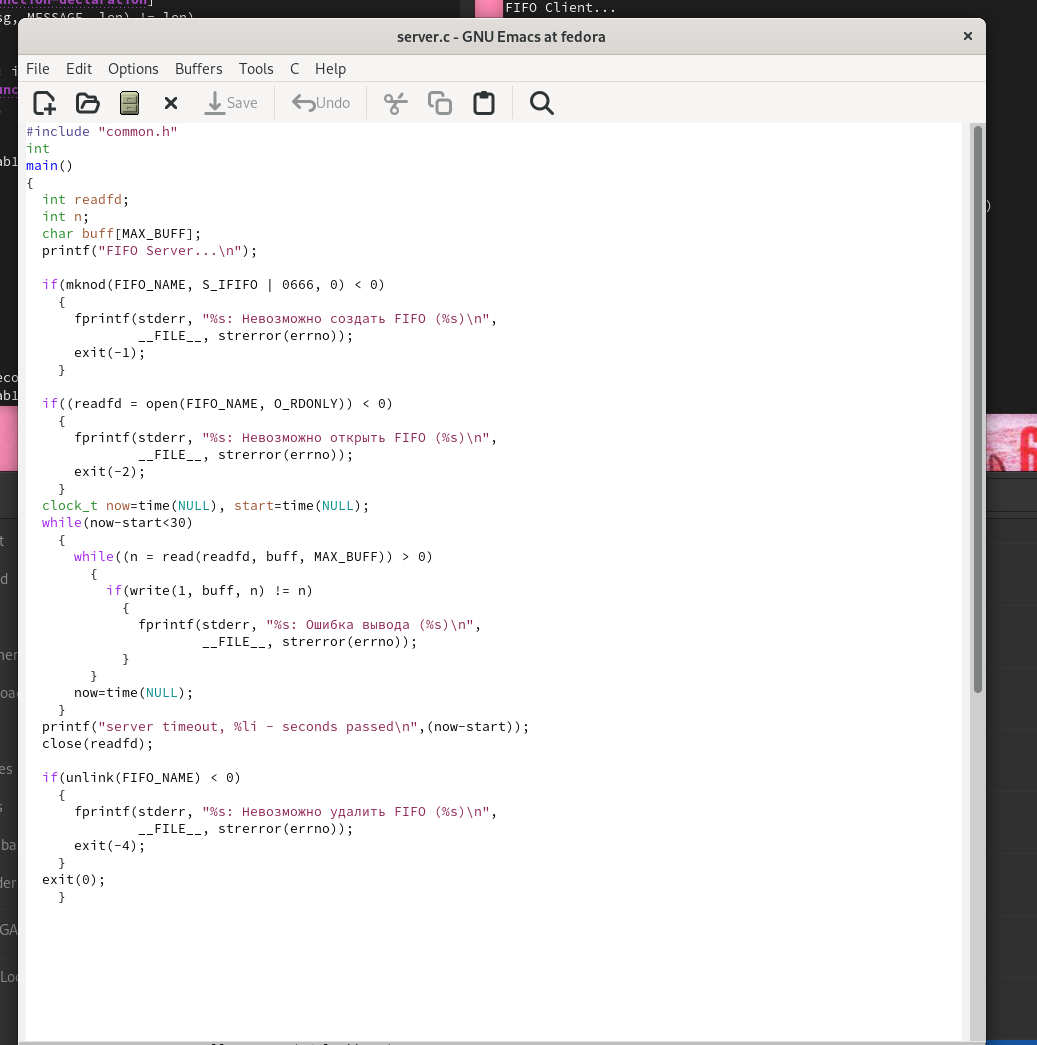 nction-declaration]
FIFO Client...
sg, MESSAGE, len) != len)
server.c - GNU Emacs at fedora
File Edit Options Buffers Tools C Help
Save Undo
#include "common.h"
int
main()
{
int readfd;
int n;
char buff[MAX_BUFF];
printf("FIFO Server...\n");
if(mknod(FIFO_NAME, S_IFIFO | 0666, 0) < 0)
{
fprintf(stderr, "%s: Невозможно создать FIFO (%s)\n",
__FILE__, strerror(errno));
exit(-1);
}
if((readfd = open(FIFO_NAME, O_RDONLY)) < 0)
{
fprintf(stderr, "%s: Невозможно открыть FIFO (%s)\n",
__FILE__, strerror(errno));
exit(-2);
}
clock_t now=time(NULL), start=time(NULL);
while(now-start<30)
{
while((n = read(readfd, buff, MAX_BUFF)) > 0)
{
if(write(1, buff, n) != n)
{
fprintf(stderr, "%s: Ошибка вывода (%s)\n",
__FILE__, strerror(errno));
}
}
now=time(NULL);
}
printf("server timeout, %li - seconds passed\n",(now-start));
close(readfd);
if(unlink(FIFO_NAME) < 0)
{
fprintf(stderr, "%s: Невозможно удалить FIFO (%s)\n",
__FILE__, strerror(errno));
exit(-4);
}
exit(0);
}